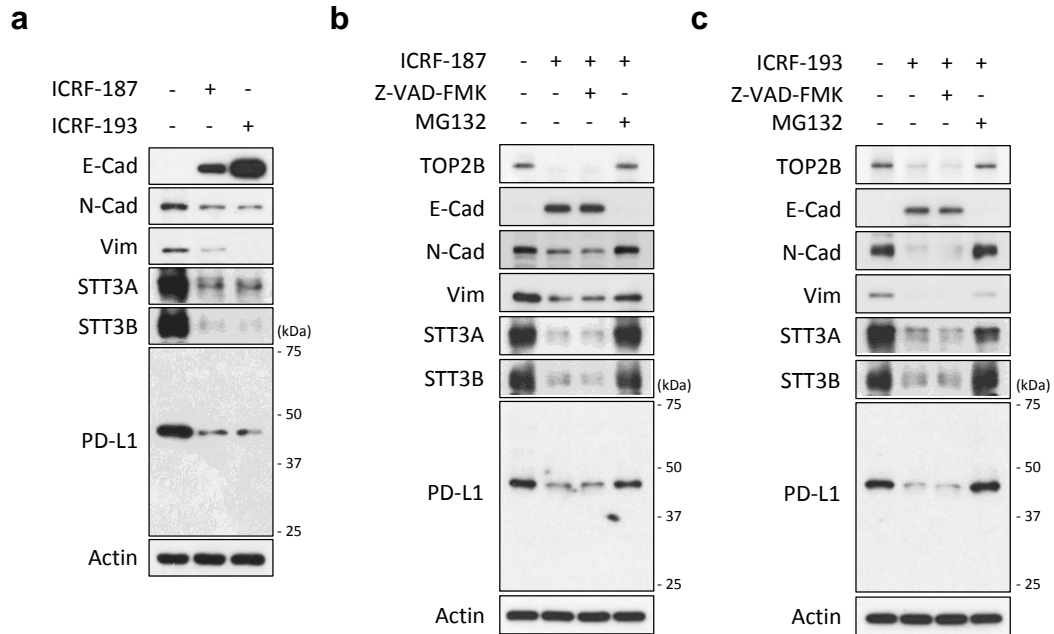 a
ICRF-187 - + -
ICRF-193 - - +
E-Cad
N-Cad
Vim
STT3A
STT3B
(kDa)
- 75
- 50
PD-L1
- 37
- 25
Actin
b
ICRF-187 - + + +
Z-VAD-FMK - - + -
MG132 - - - +
TOP2B
E-Cad
N-Cad
Vim
STT3A
STT3B
(kDa)
- 75
- 50
PD-L1
- 37
- 25
Actin
c
ICRF-193 - + + +
Z-VAD-FMK - - + -
MG132 - - - +
TOP2B
E-Cad
N-Cad
Vim
STT3A
STT3B
(kDa)
- 75
- 50
PD-L1
- 37
- 25
Actin